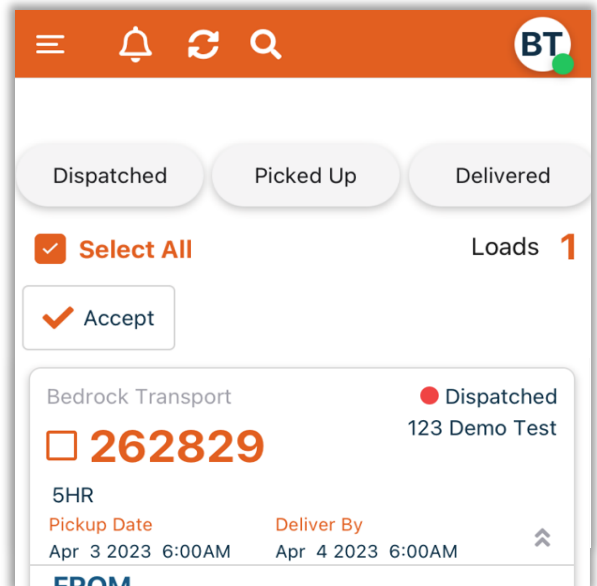 BT
Dispatched Picked Up Delivered
Select All Loads 1
Accept
Bedrock Transport Dispatched
262829 123 Demo Test
5HR
Pickup Date Deliver By
Apr 3 2023 6:00AM Apr 4 2023 6:00AM
FROM